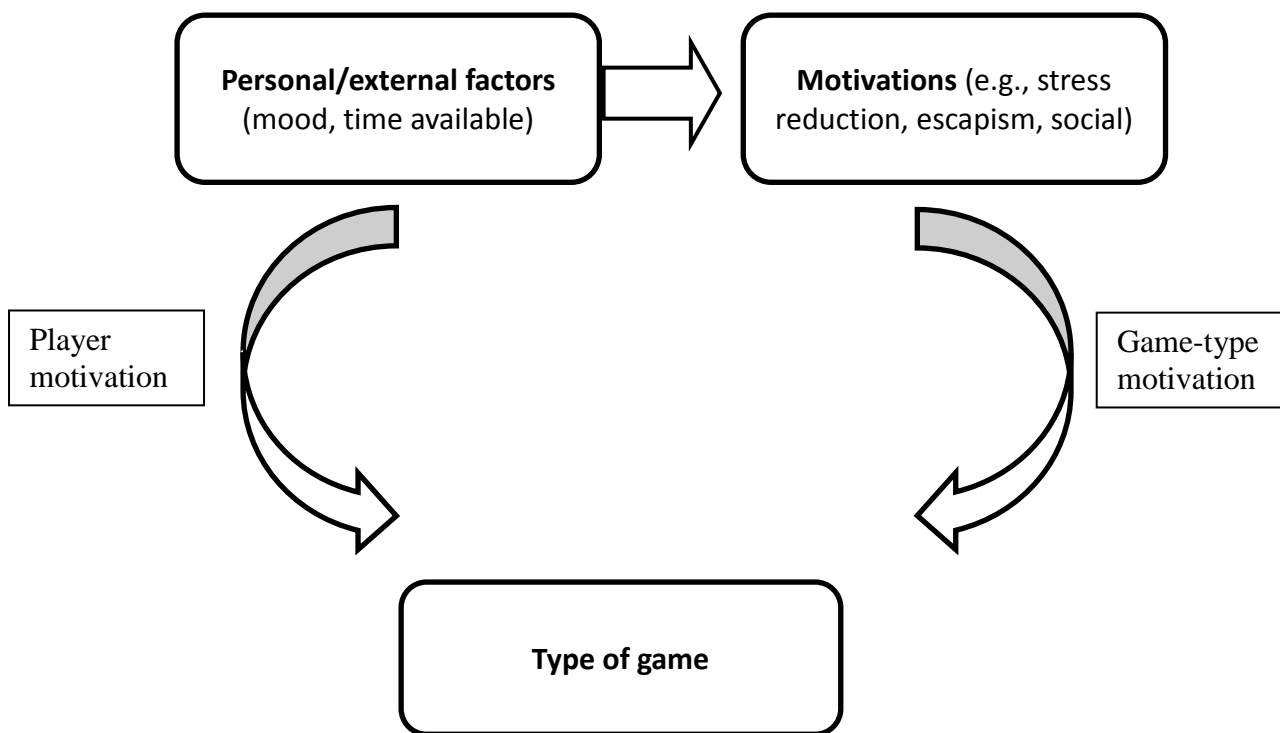 Personal/external factors
(mood, time available)
Motivations (e.g., stress
reduction, escapism, social)
Player
motivation
Game-type
motivation
Type of game